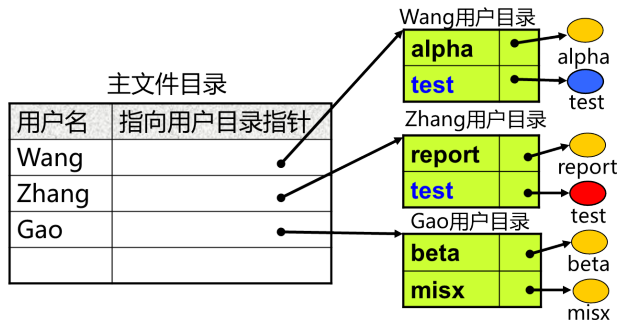 主文件目录
用户名 指向用户目录指针
Wang
Zhang
Gao
Wang用户目录
alpha
test
alpha
test
Zhang用户目录
report
test
report
test
Gao用户目录
beta
misx
beta
misx